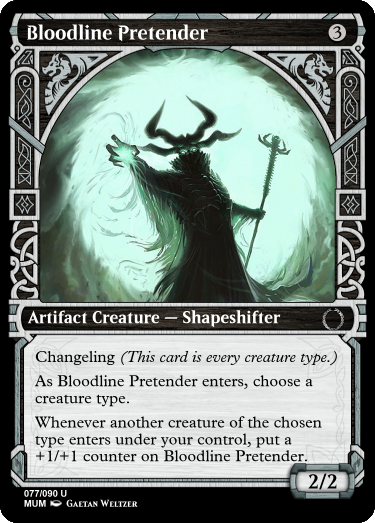 Bloodline Pretender 3
Artifact Creature — Shapeshifter
Changeling (This card is every creature type.)
As Bloodline Pretender enters, choose a
creature type.
Whenever another creature of the chosen
type enters under your control, put a
+1/+1 counter on Bloodline Pretender.
2/2
077/090 U
MUM Gaetan Weltzer